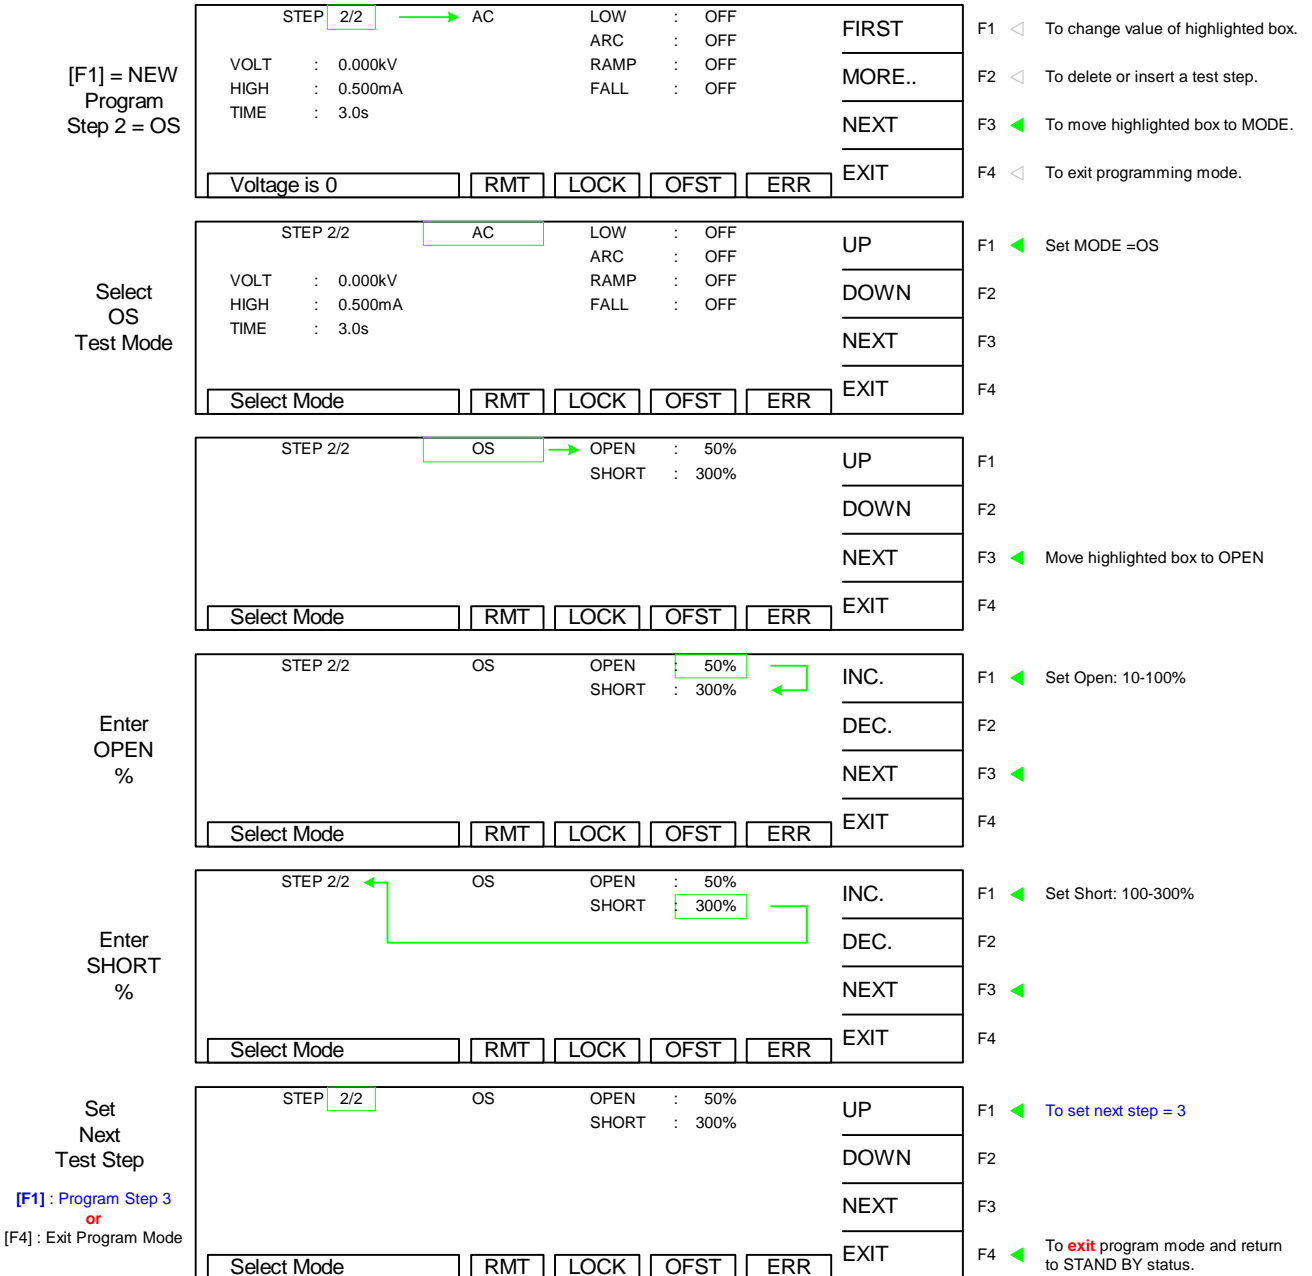 [F1] = NEW
Program
Step 2 = OS
STEP 2/2 AC LOW : OFF
ARC : OFF
VOLT : 0.000kV RAMP : OFF
HIGH : 0.500mA FALL : OFF
TIME : 3.0s
Voltage is 0 RMT LOCK OFST ERR
FIRST F1 To change value of highlighted box.
MORE.. F2 To delete or insert a test step.
NEXT F3 To move highlighted box to MODE.
EXIT F4 To exit programming mode.
Select
OS
Test Mode
STEP 2/2 AC LOW : OFF
ARC : OFF
VOLT : 0.000kV RAMP : OFF
HIGH : 0.500mA FALL : OFF
TIME : 3.0s
Select Mode RMT LOCK OFST ERR
UP F1 Set MODE =OS
DOWN F2
NEXT F3
EXIT F4
STEP 2/2 OS OPEN : 50%
SHORT : 300%
Select Mode RMT LOCK OFST ERR
UP F1
DOWN F2
NEXT F3 Move highlighted box to OPEN
EXIT F4
Enter
OPEN
%
STEP 2/2 OS OPEN : 50%
SHORT : 300%
Select Mode RMT LOCK OFST ERR
INC. F1 Set Open: 10-100%
DEC. F2
NEXT F3
EXIT F4
Enter
SHORT
%
STEP 2/2 OS OPEN : 50%
SHORT : 300%
Select Mode RMT LOCK OFST ERR
INC. F1 Set Short: 100-300%
DEC. F2
NEXT F3
EXIT F4
Set
Next
Test Step
[F1] : Program Step 3
or
[F4] : Exit Program Mode
STEP 2/2 OS OPEN : 50%
SHORT : 300%
Select Mode RMT LOCK OFST ERR
UP F1 To set next step = 3
DOWN F2
NEXT F3
EXIT F4 To exit program mode and return
to STAND BY status.